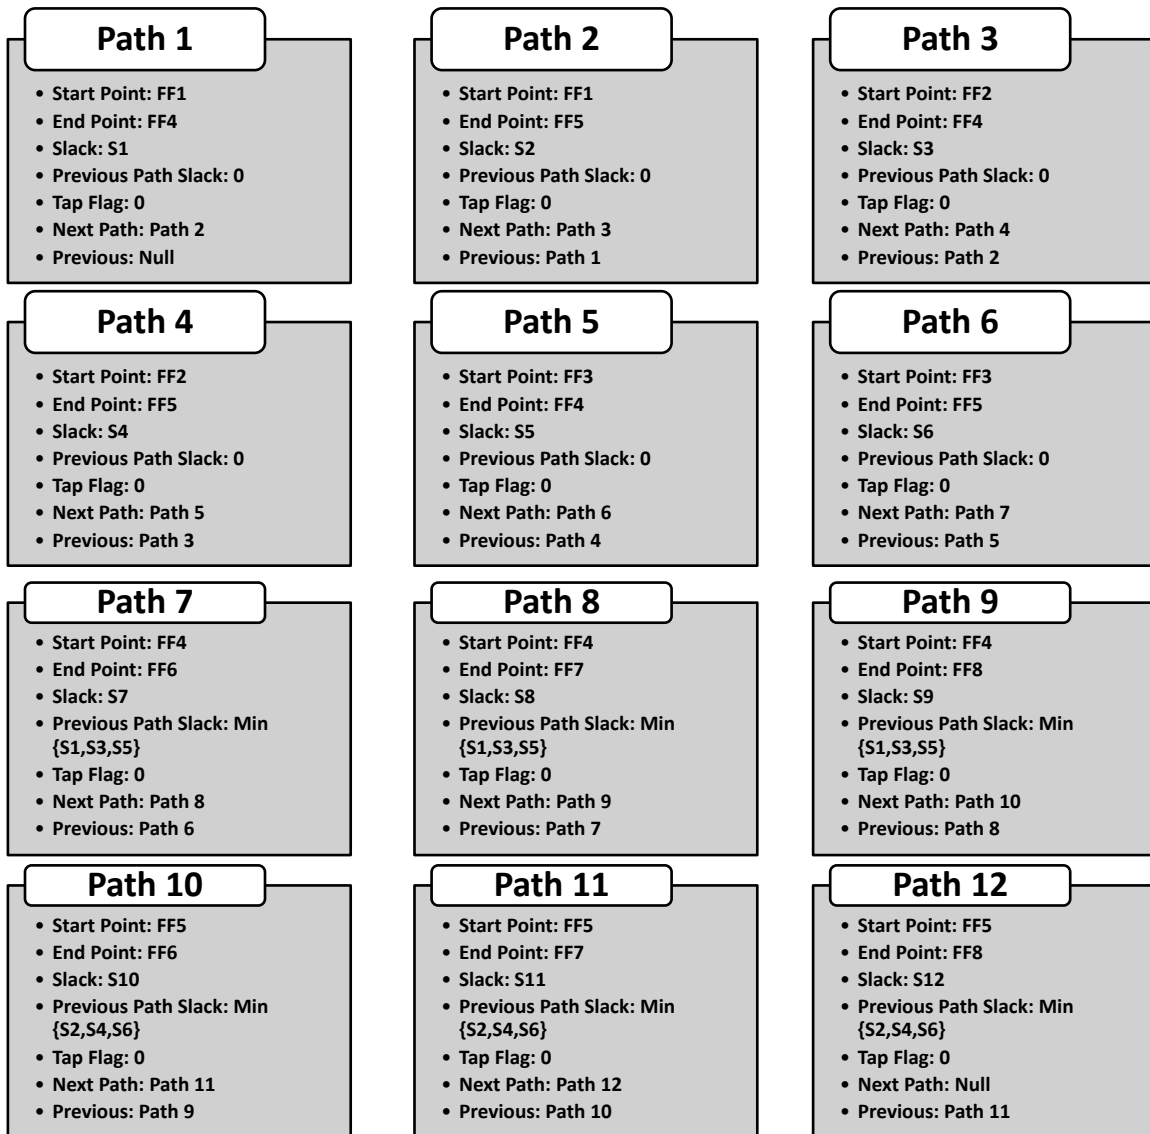 Path 1
• Start Point: FF1
• End Point: FF4
• Slack: S1
• Previous Path Slack: 0
• Tap Flag: 0
• Next Path: Path 2
• Previous: Null
Path 2
• Start Point: FF1
• End Point: FF5
• Slack: S2
• Previous Path Slack: 0
• Tap Flag: 0
• Next Path: Path 3
• Previous: Path 1
Path 3
• Start Point: FF2
• End Point: FF4
• Slack: S3
• Previous Path Slack: 0
• Tap Flag: 0
• Next Path: Path 4
• Previous: Path 2
Path 4
• Start Point: FF2
• End Point: FF5
• Slack: S4
• Previous Path Slack: 0
• Tap Flag: 0
• Next Path: Path 5
• Previous: Path 3
Path 5
• Start Point: FF3
• End Point: FF4
• Slack: S5
• Previous Path Slack: 0
• Tap Flag: 0
• Next Path: Path 6
• Previous: Path 4
Path 6
• Start Point: FF3
• End Point: FF5
• Slack: S6
• Previous Path Slack: 0
• Tap Flag: 0
• Next Path: Path 7
• Previous: Path 5
Path 7
• Start Point: FF4
• End Point: FF6
• Slack: S7
• Previous Path Slack: Min
{S1,S3,S5}
• Tap Flag: 0
• Next Path: Path 8
• Previous: Path 6
Path 8
• Start Point: FF4
• End Point: FF7
• Slack: S8
• Previous Path Slack: Min
{S1,S3,S5}
• Tap Flag: 0
• Next Path: Path 9
• Previous: Path 7
Path 9
• Start Point: FF4
• End Point: FF8
• Slack: S9
• Previous Path Slack: Min
{S1,S3,S5}
• Tap Flag: 0
• Next Path: Path 10
• Previous: Path 8
Path 10
• Start Point: FF5
• End Point: FF6
• Slack: S10
• Previous Path Slack: Min
{S2,S4,S6}
• Tap Flag: 0
• Next Path: Path 11
• Previous: Path 9
Path 11
• Start Point: FF5
• End Point: FF7
• Slack: S11
• Previous Path Slack: Min
{S2,S4,S6}
• Tap Flag: 0
• Next Path: Path 12
• Previous: Path 10
Path 12
• Start Point: FF5
• End Point: FF8
• Slack: S12
• Previous Path Slack: Min
{S2,S4,S6}
• Tap Flag: 0
• Next Path: Null
• Previous: Path 11